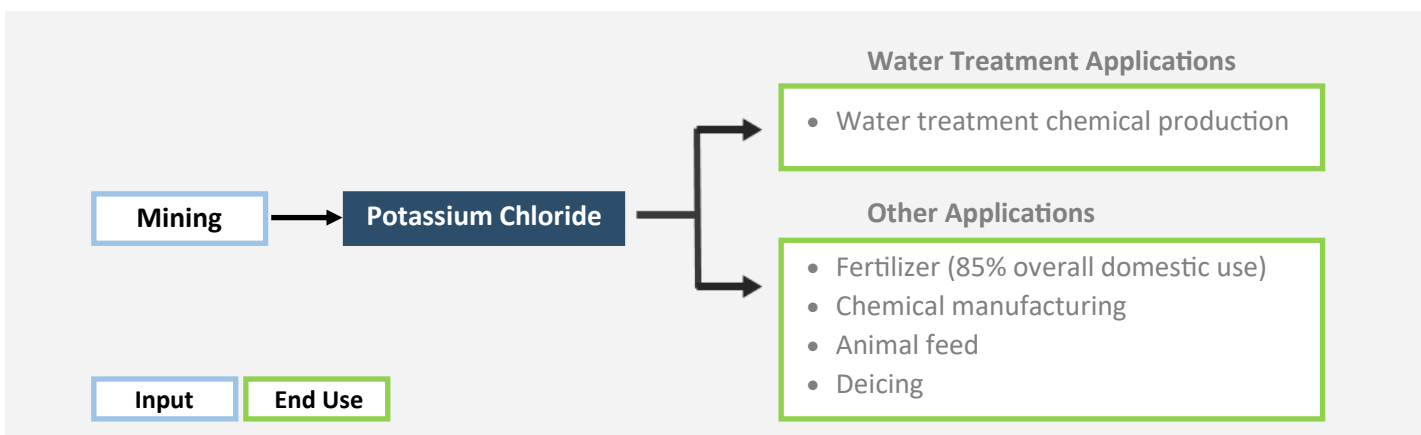 Water Treatment Applications
• Water treatment chemical production
Mining
Potassium Chloride
Other Applications
• Fertilizer (85% overall domestic use)
• Chemical manufacturing
• Animal feed
• Deicing
Input
End Use